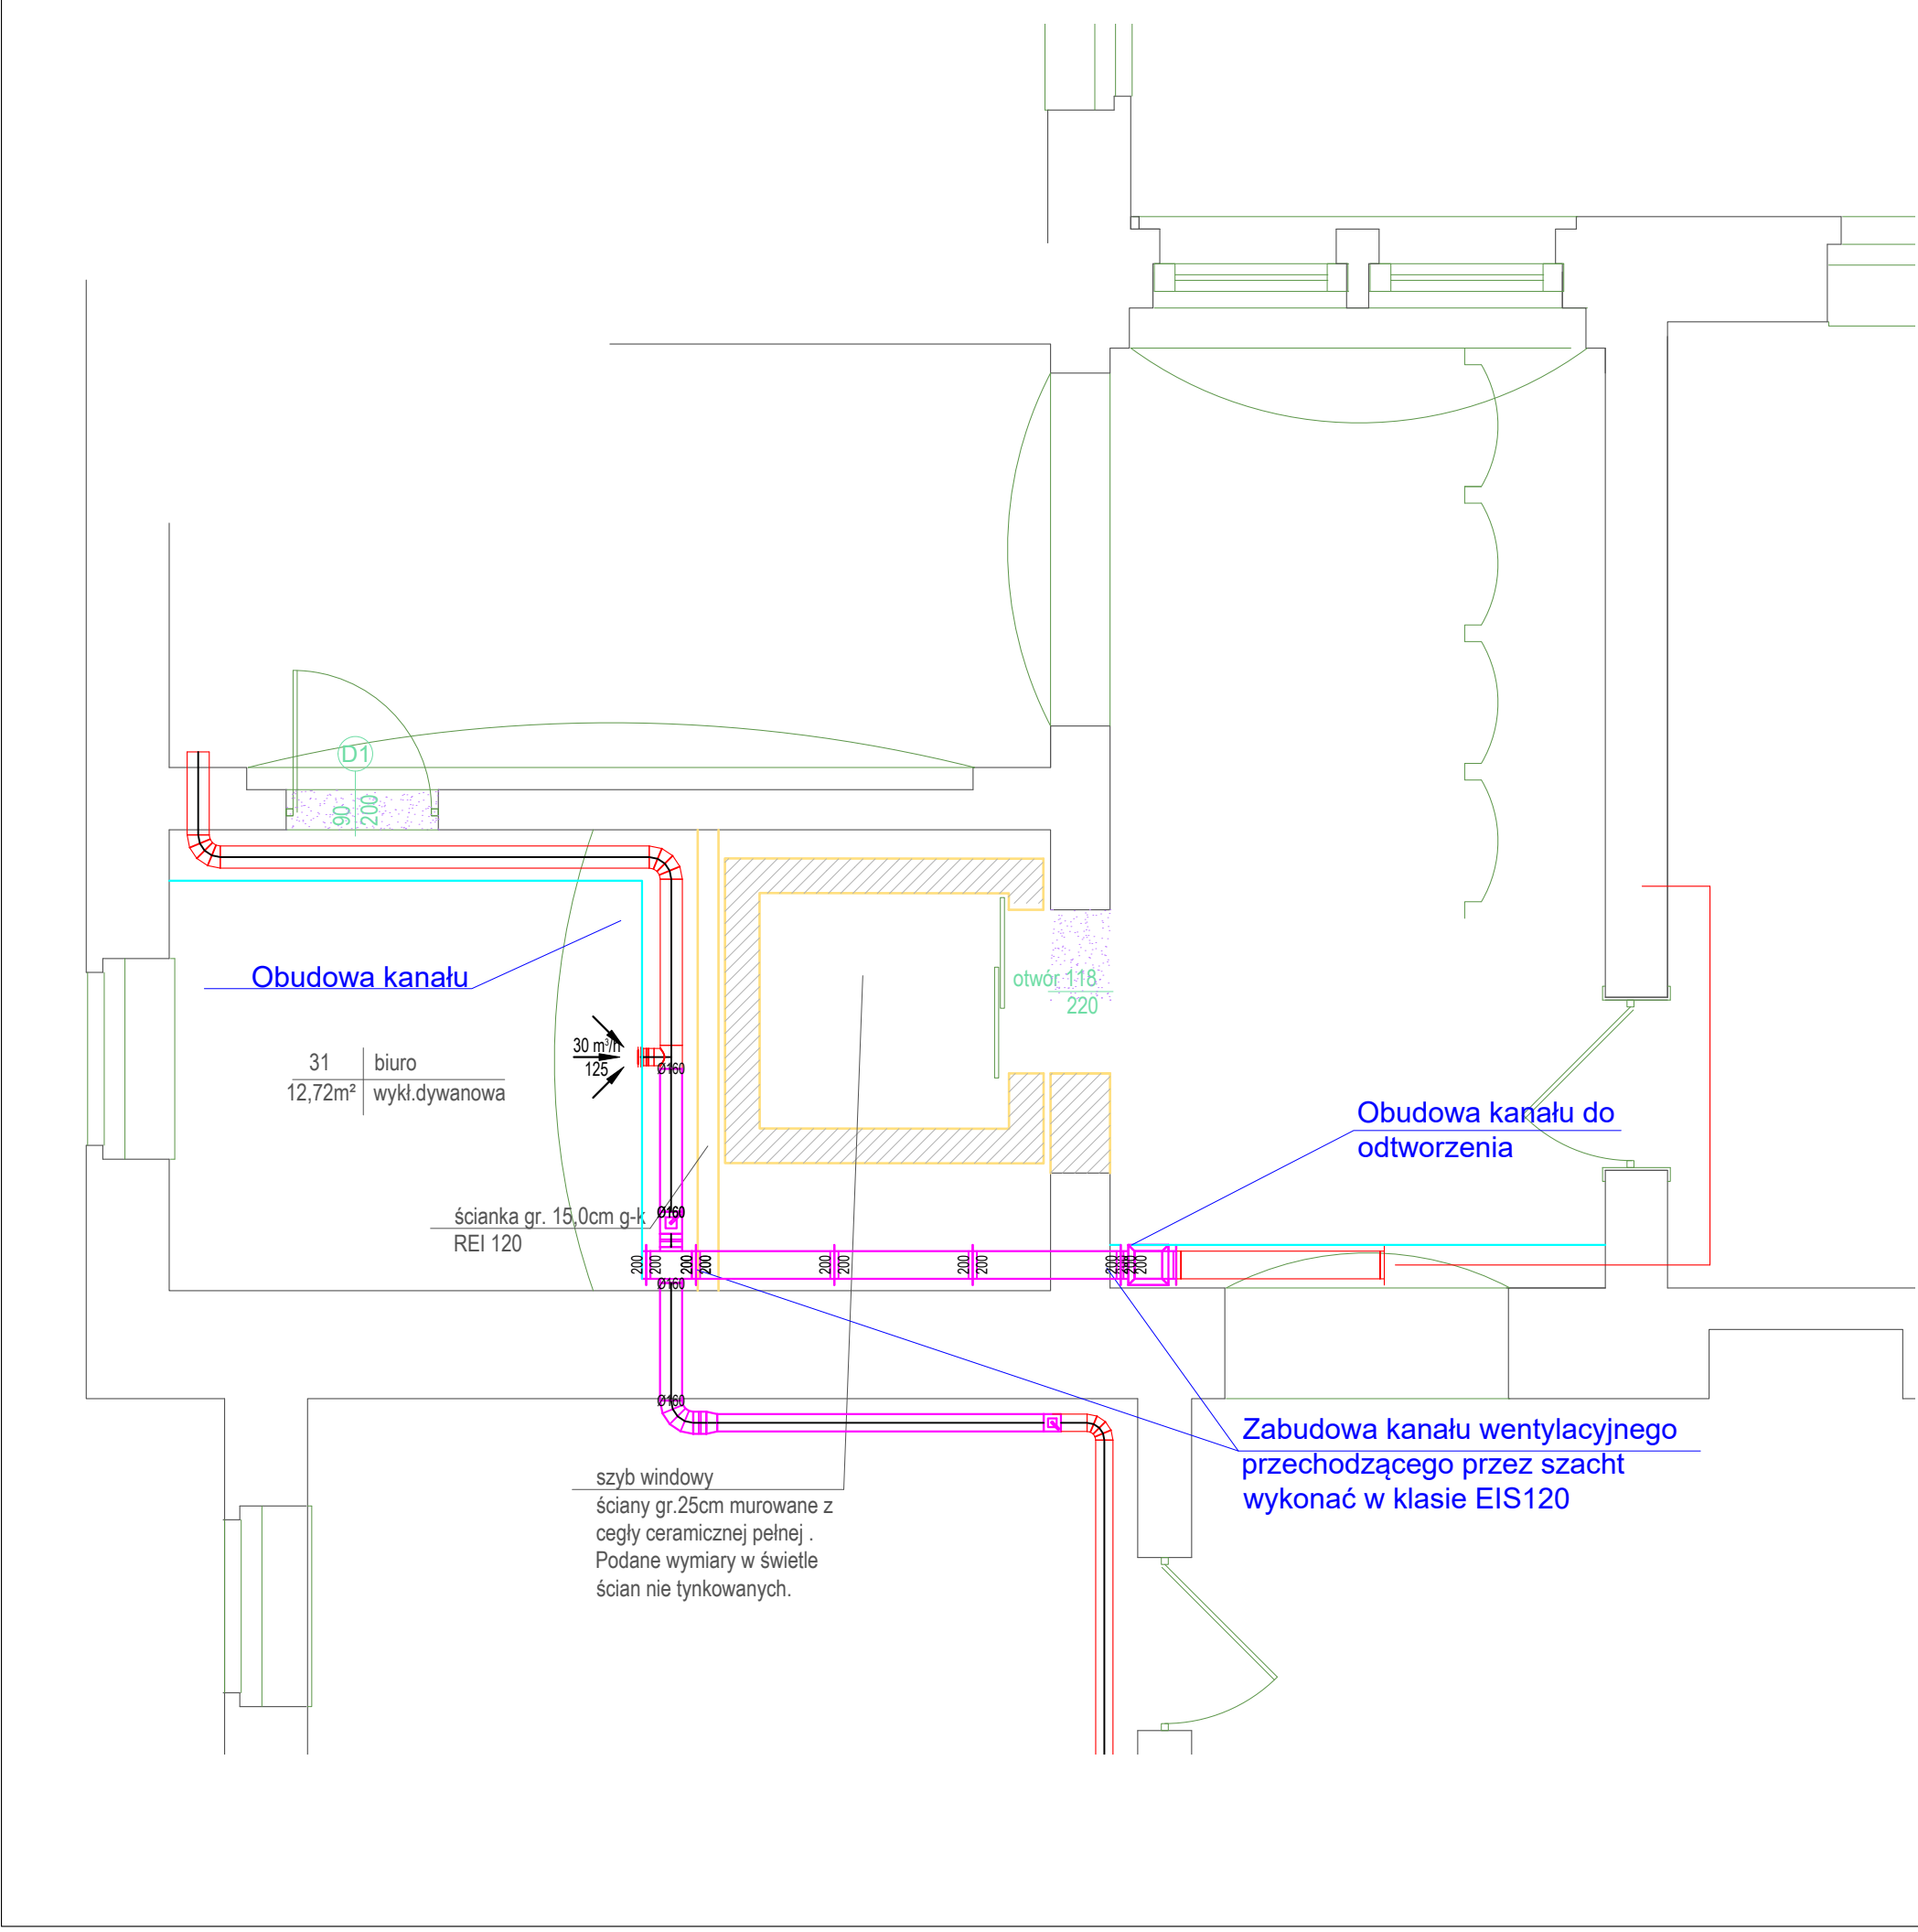 D1
90
200
Obudowa kanału
otwór 118
220
30 m³/h
125
Ø160
31 biuro
12,72m² wykł.dywanowa
Obudowa kanału do
odtworzenia
ścianka gr. 15,0cm g-k
REI 120
Ø160
200
200
200
200
200
200
200
200
200
200
200
Ø160
Ø160
Zabudowa kanału wentylacyjnego
przechodzącego przez szacht
wykonać w klasie EIS120
szyb windowy
ściany gr.25cm murowane z
cegły ceramicznej pełnej .
Podane wymiary w świetle
ścian nie tynkowanych.